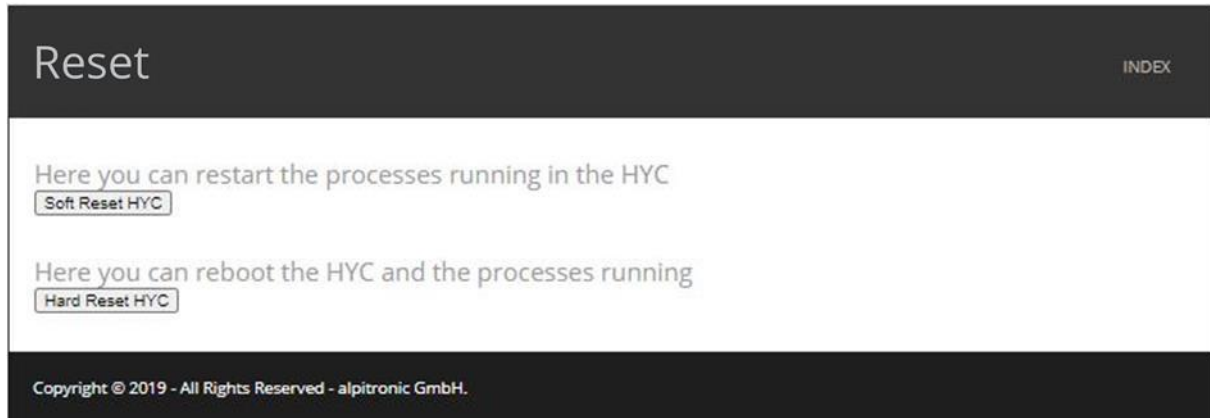 Reset
INDEX
Here you can restart the processes running in the HYC
Soft Reset HYC
Here you can reboot the HYC and the processes running
Hard Reset HYC
Copyright © 2019 - All Rights Reserved - alpitronic GmbH.